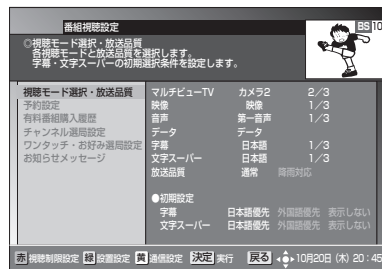 番組視聴設定
BS 10
◎視聴モード選択・放送品質
各視聴モードと放送品質を選択します。
字幕・文字スーパーの初期選択条件を設定します。
視聴モード選択・放送品質
予約設定
有料番組購入履歴
チャンネル選局設定
ワンタッチ・お好み選局設定
お知らせメッセージ
マルチビューTV カメラ2 2/3
映像 映像 1/3
音声 第一音声 1/3
データ データ
字幕 日本語 1/3
文字スーパー 日本語 1/3
放送品質 通常 降雨対応
●初期設定
字幕 日本語優先 外国語優先 表示しない
文字スーパー 日本語優先 外国語優先 表示しない
赤 視聴制限設定 緑 設置設定 黄 通信設定 決定 実行 戻る 10月20日(木) 20:45